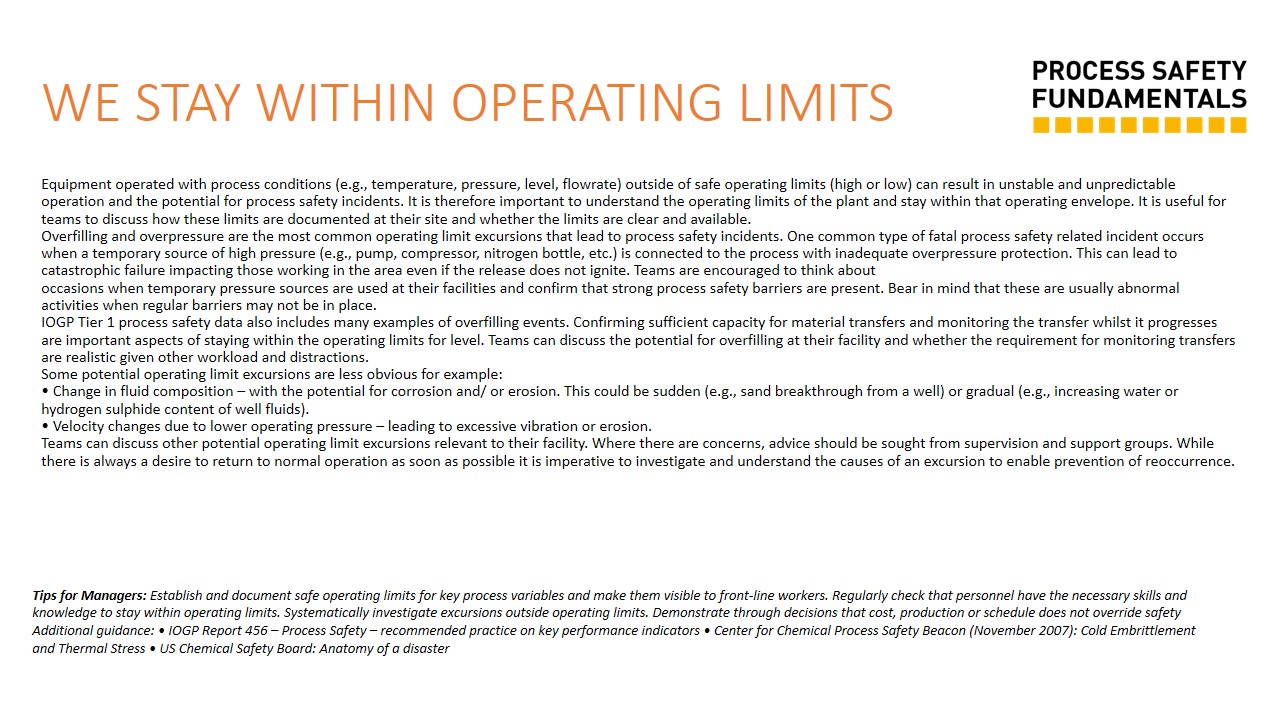 WE STAY WITHIN OPERATING LIMITS
PROCESS SAFETY
FUNDAMENTALS
Equipment operated with process conditions (e.g., temperature, pressure, level, flowrate) outside of safe operating limits (high or low) can result in unstable and unpredictable
operation and the potential for process safety incidents. It is therefore important to understand the operating limits of the plant and stay within that operating envelope. It is useful for
teams to discuss how these limits are documented at their site and whether the limits are clear and available.
Overfilling and overpressure are the most common operating limit excursions that lead to process safety incidents. One common type of fatal process safety related incident occurs
when a temporary source of high pressure (e.g., pump, compressor, nitrogen bottle, etc.) is connected to the process with inadequate overpressure protection. This can lead to
catastrophic failure impacting those working in the area even if the release does not ignite. Teams are encouraged to think about
occasions when temporary pressure sources are used at their facilities and confirm that strong process safety barriers are present. Bear in mind that these are usually abnormal
activities when regular barriers may not be in place.
IOGP Tier 1 process safety data also includes many examples of overfilling events. Confirming sufficient capacity for material transfers and monitoring the transfer whilst it progresses
are important aspects of staying within the operating limits for level. Teams can discuss the potential for overfilling at their facility and whether the requirement for monitoring transfers
are realistic given other workload and distractions.
Some potential operating limit excursions are less obvious for example:
• Change in fluid composition – with the potential for corrosion and/ or erosion. This could be sudden (e.g., sand breakthrough from a well) or gradual (e.g., increasing water or
hydrogen sulphide content of well fluids).
• Velocity changes due to lower operating pressure – leading to excessive vibration or erosion.
Teams can discuss other potential operating limit excursions relevant to their facility. Where there are concerns, advice should be sought from supervision and support groups. While
there is always a desire to return to normal operation as soon as possible it is imperative to investigate and understand the causes of an excursion to enable prevention of reoccurrence.
Tips for Managers: Establish and document safe operating limits for key process variables and make them visible to front-line workers. Regularly check that personnel have the necessary skills and
knowledge to stay within operating limits. Systematically investigate excursions outside operating limits. Demonstrate through decisions that cost, production or schedule does not override safety
Additional guidance: • IOGP Report 456 – Process Safety – recommended practice on key performance indicators • Center for Chemical Process Safety Beacon (November 2007): Cold Embrittlement
and Thermal Stress • US Chemical Safety Board: Anatomy of a disaster